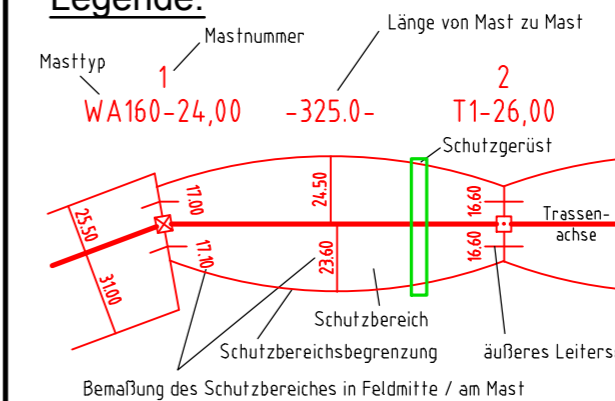 Legende:
Mastnummer
Länge von Mast zu Mast
Masttyp
1
2
WA160-24,00
-325.0-
T1-26,00
Schutzgerüst
17.00
24.50
16.60
25.50
Trassen-
achse
17.10
23.60
16.60
31.00
Schutzbereich
Schutzbereichsbegrenzung
äußeres Leiters
Bemaßung des Schutzbereiches in Feldmitte / am Mast